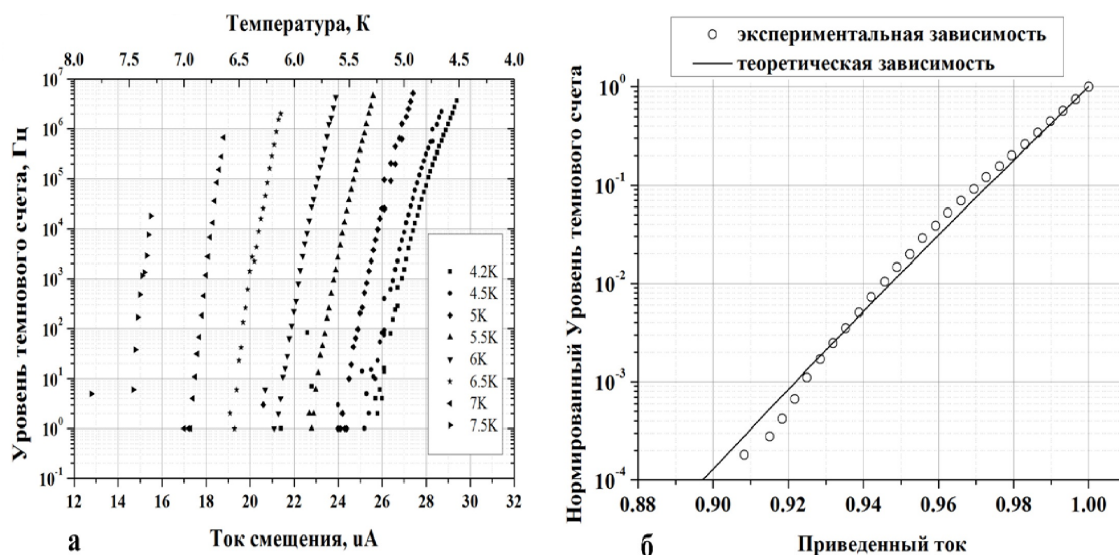 Температура, К
8.0 7.5 7.0 6.5 6.0 5.5 5.0 4.5 4.0
Уровень темнового счета, Гц
10^7
10^6
10^5
10^4
10^3
10^2
10^1
10^0
10^-1
4.2K
4.5K
5K
5.5K
6K
6.5K
7K
7.5K
12 14 16 18 20 22 24 26 28 30 32
а
Ток смещения, uA
экспериментальная зависимость
теоретическая зависимость
Нормированный Уровень темнового счета
10^0
10^-1
10^-2
10^-3
10^-4
0.88 0.90 0.92 0.94 0.96 0.98 1.00
б
Приведенный ток